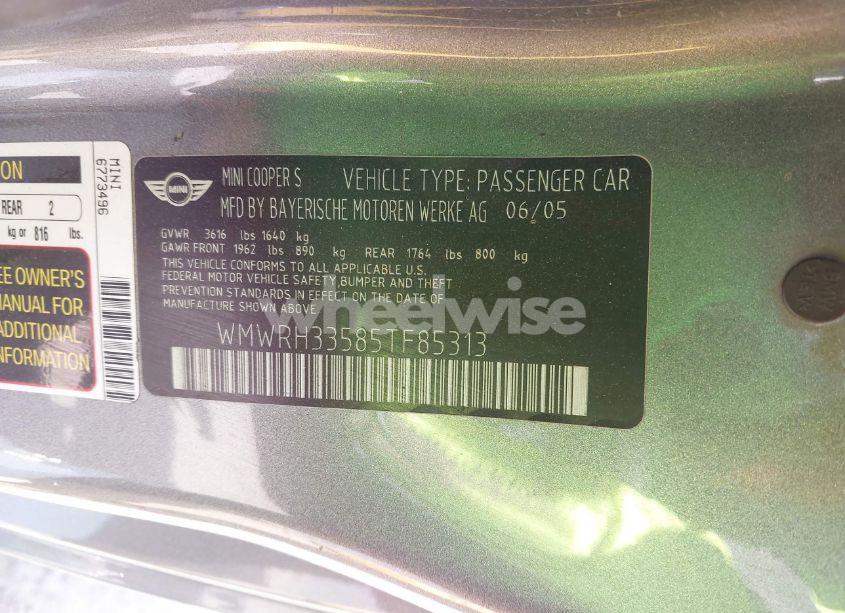 ION
REAR 2
kg or 816 lbs.
EE OWNER'S
MANUAL FOR
ADDITIONAL
INFORMATION
MINI
6773496
MINI
MINI COOPER S VEHICLE TYPE: PASSENGER CAR
MFD BY BAYERISCHE MOTOREN WERKE AG 06/05
GVWR 3616 lbs 1640 kg
GAWR FRONT 1962 lbs 890 kg REAR 1764 lbs 800 kg
THIS VEHICLE CONFORMS TO ALL APPLICABLE U.S.
FEDERAL MOTOR VEHICLE SAFETY, BUMPER AND THEFT
PREVENTION STANDARDS IN EFFECT ON THE DATE OF
MANUFACTURE SHOWN ABOVE
wheelwise
WMWRH33585TF85313